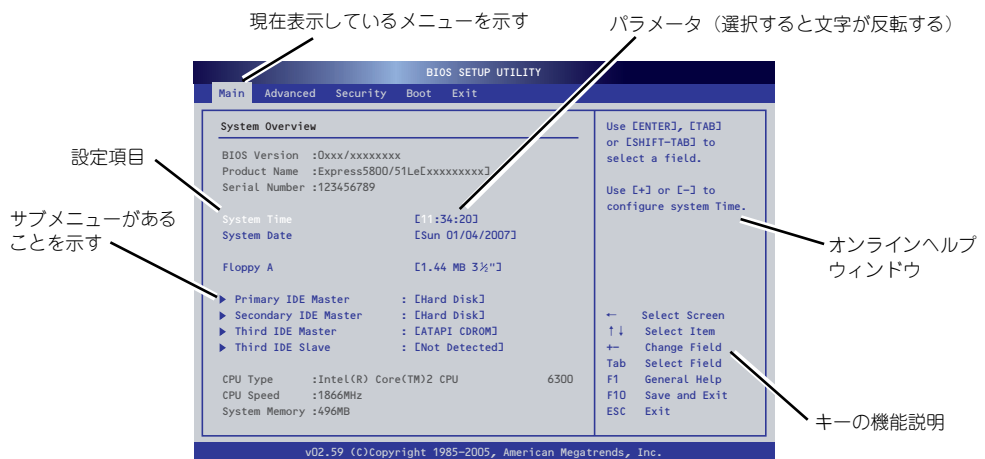 現在表示しているメニューを示す
パラメータ（選択すると文字が反転する）
BIOS SETUP UTILITY
Main Advanced Security Boot Exit
System Overview
BIOS Version :0xxx/xxxxxxxx
Product Name :Express5800/51Le[xxxxxxxxx]
Serial Number :123456789
System Time [11:34:20]
System Date [Sun 01/04/2007]
Floppy A [1.44 MB 3½"]
▶ Primary IDE Master : [Hard Disk]
▶ Secondary IDE Master : [Hard Disk]
▶ Third IDE Master : [ATAPI CDROM]
▶ Third IDE Slave : [Not Detected]
CPU Type :Intel(R) Core(TM)2 CPU 6300
CPU Speed :1866MHz
System Memory :496MB
Use [ENTER], [TAB]
or [SHIFT-TAB] to
select a field.
Use [+] or [-] to
configure system Time.
← Select Screen
↑↓ Select Item
+- Change Field
Tab Select Field
F1 General Help
F10 Save and Exit
ESC Exit
v02.59 (C)Copyright 1985-2005, American Megatrends, Inc.
設定項目
サブメニューがある
ことを示す
オンラインヘルプ
ウィンドウ
キーの機能説明